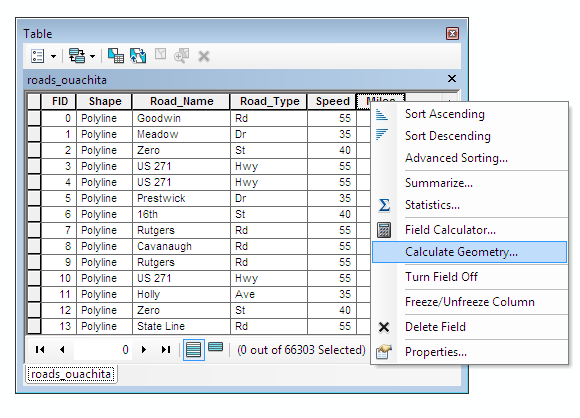 Table
roads_ouachita
FID Shape Road_Name Road_Type Speed Miles
0 Polyline Goodwin Rd 55
1 Polyline Meadow Dr 35
2 Polyline Zero St 40
3 Polyline US 271 Hwy 55
4 Polyline US 271 Hwy 55
5 Polyline Prestwick Dr 35
6 Polyline 16th St 40
7 Polyline Rutgers Rd 55
8 Polyline Cavanaugh Rd 55
9 Polyline Rutgers Rd 55
10 Polyline US 271 Hwy 55
11 Polyline Holly Ave 35
12 Polyline Zero St 40
13 Polyline State Line Rd 55
0 (0 out of 66303 Selected)
roads_ouachita
Sort Ascending
Sort Descending
Advanced Sorting...
Summarize...
Statistics...
Field Calculator...
Calculate Geometry...
Turn Field Off
Freeze/Unfreeze Column
Delete Field
Properties...